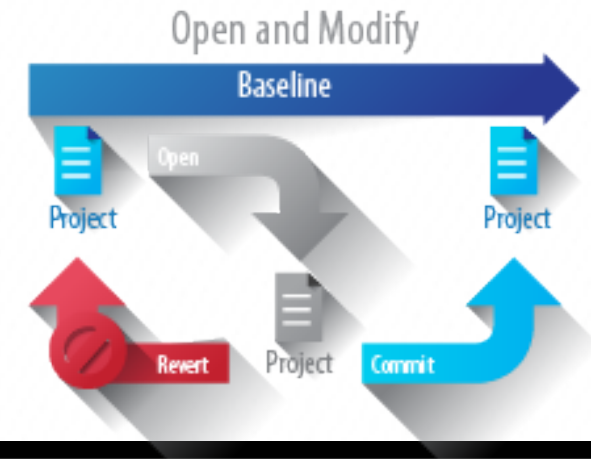 Open and Modify
Baseline
Open
Project
Project
Revert
Project
Commit